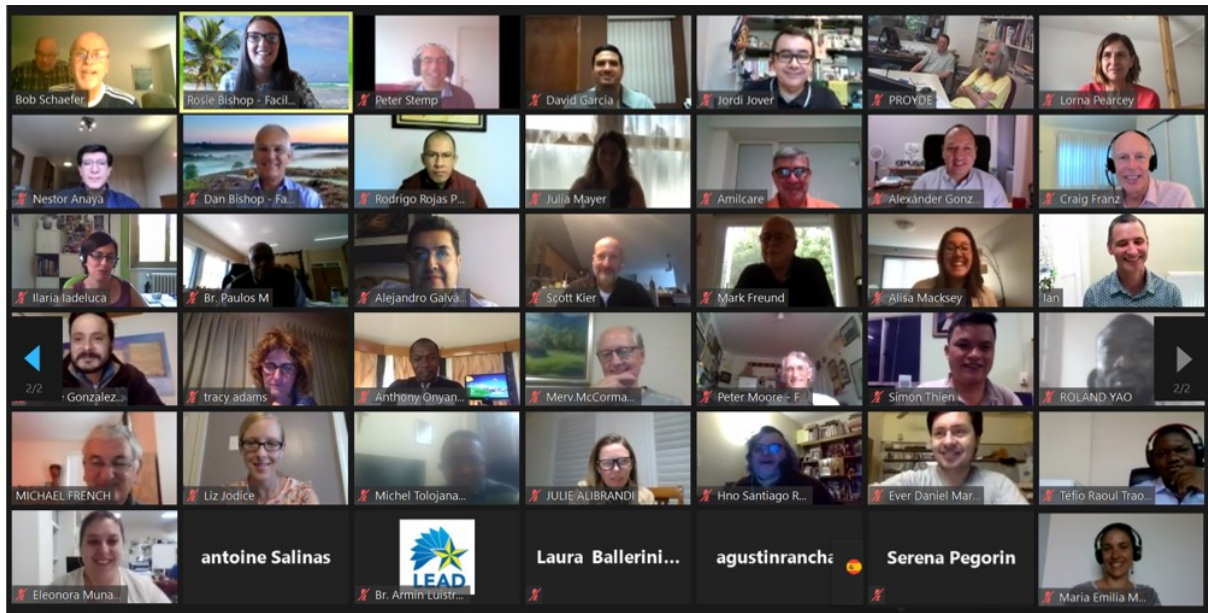 Bob Schaefer
Rosie Bishop - Facil...
Peter Stemp
David Garcia
Jordi Jover
PROYDE
Lorna Pearcey
Nestor Anaya
Dan Bishop - Fa...
Rodrigo Rojas P...
Julia Mayer
Amilcare
Alexánder Gonz...
Craig Franz
Ilaria Iadeluca
Br. Paulos M
Alejandro Galvá...
Scott Kier
Mark Freund
Alisa Macksey
Ian
2/2
Gonzalez...
tracy adams
Anthony Onyan...
Merv McCorma...
Peter Moore - F...
Simon Thien
ROLAND YAO
2/2
MICHAEL FRENCH
Liz Jodice
Michel Tolojana...
JULIE ALIBRANDI
Hno Santiago R...
Ever Daniel Mar...
Téfio Raoul Trao...
Eleonora Muna...
antoine Salinas
LEAD
Br. Armin Luistr...
Laura Ballerini...
agustinrancha
Serena Pegorin
Maria Emilia M...